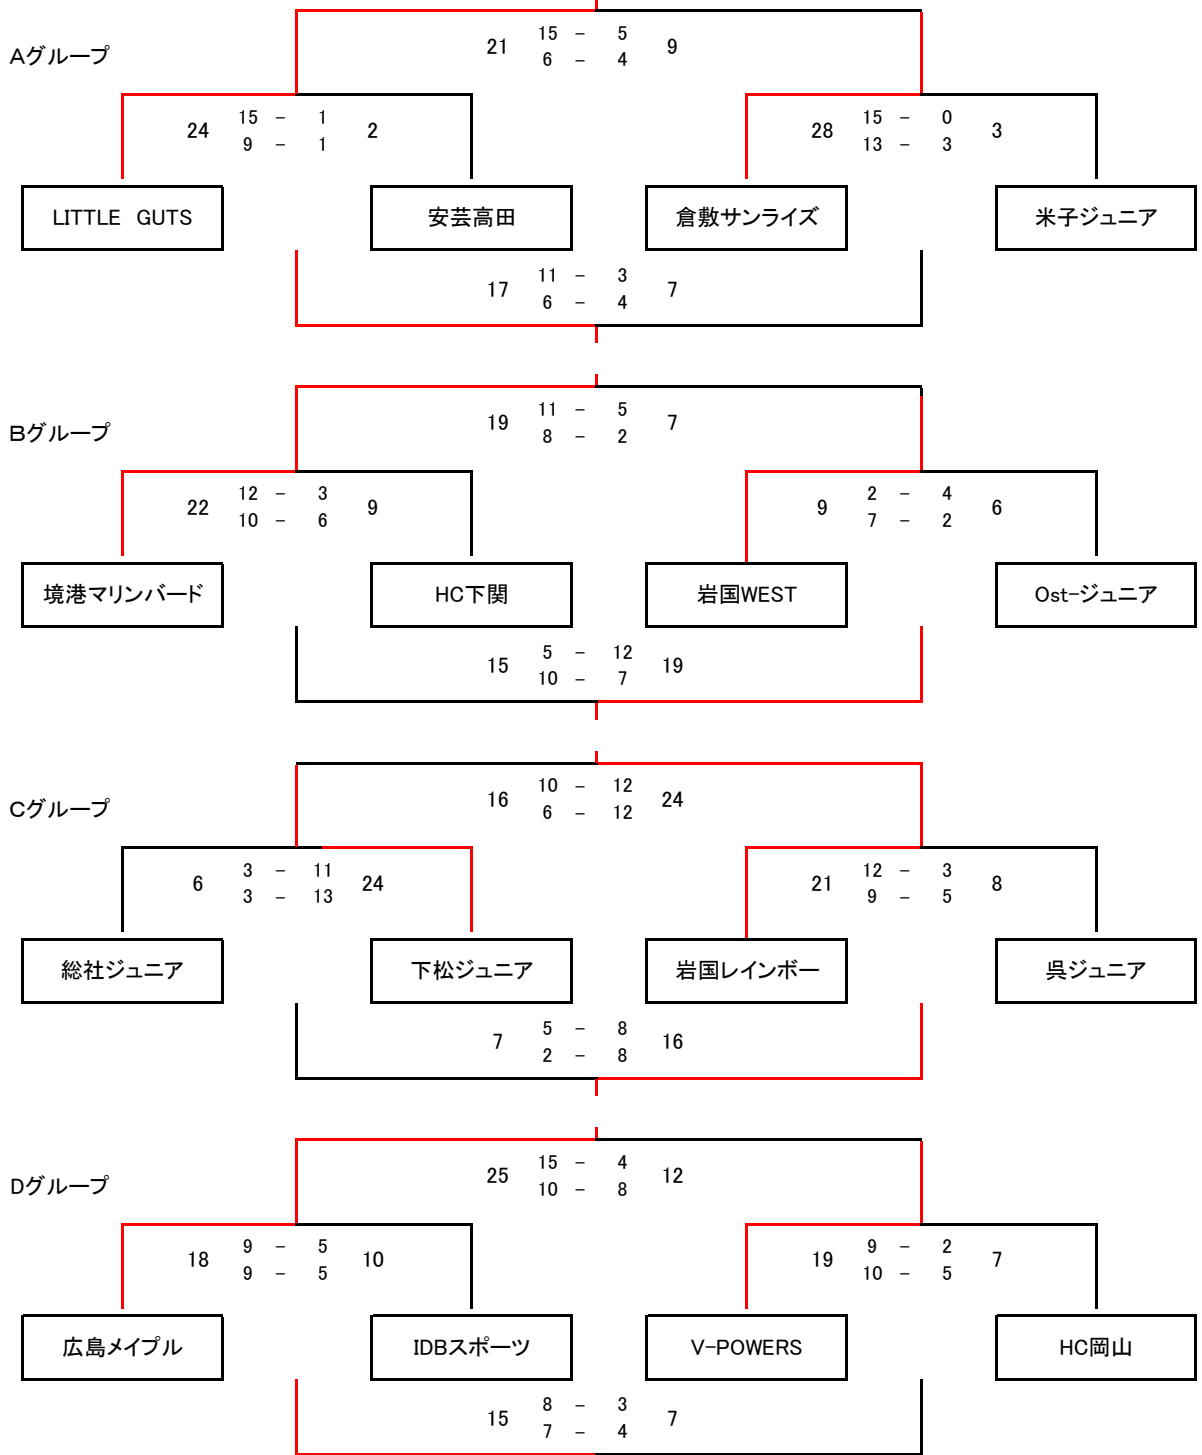 15 － 5
Aグループ 21 9
6 － 4
15 － 1 15 － 0
24 2 28 3
9 － 1 13 － 3
LITTLE　GUTS 安芸高田 倉敷サンライズ 米子ジュニア
11 － 3
17 7
6 － 4
11 － 5
Bグループ 19 7
8 － 2
12 － 3 2 － 4
22 9 9 6
10 － 6 7 － 2
境港マリンバード HC下関 岩国WEST Ost-ジュニア
5 － 12
15 19
10 － 7
10 － 12
Cグループ 16 24
6 － 12
3 － 11 12 － 3
6 24 21 8
3 － 13 9 － 5
総社ジュニア 下松ジュニア 岩国レインボー 呉ジュニア
5 － 8
7 16
2 － 8
15 － 4
Dグループ 25 12
10 － 8
9 － 5 9 － 2
18 10 19 7
9 － 5 10 － 5
広島メイプル IDBスポーツ V-POWERS HC岡山
8 － 3
15 7
7 － 4